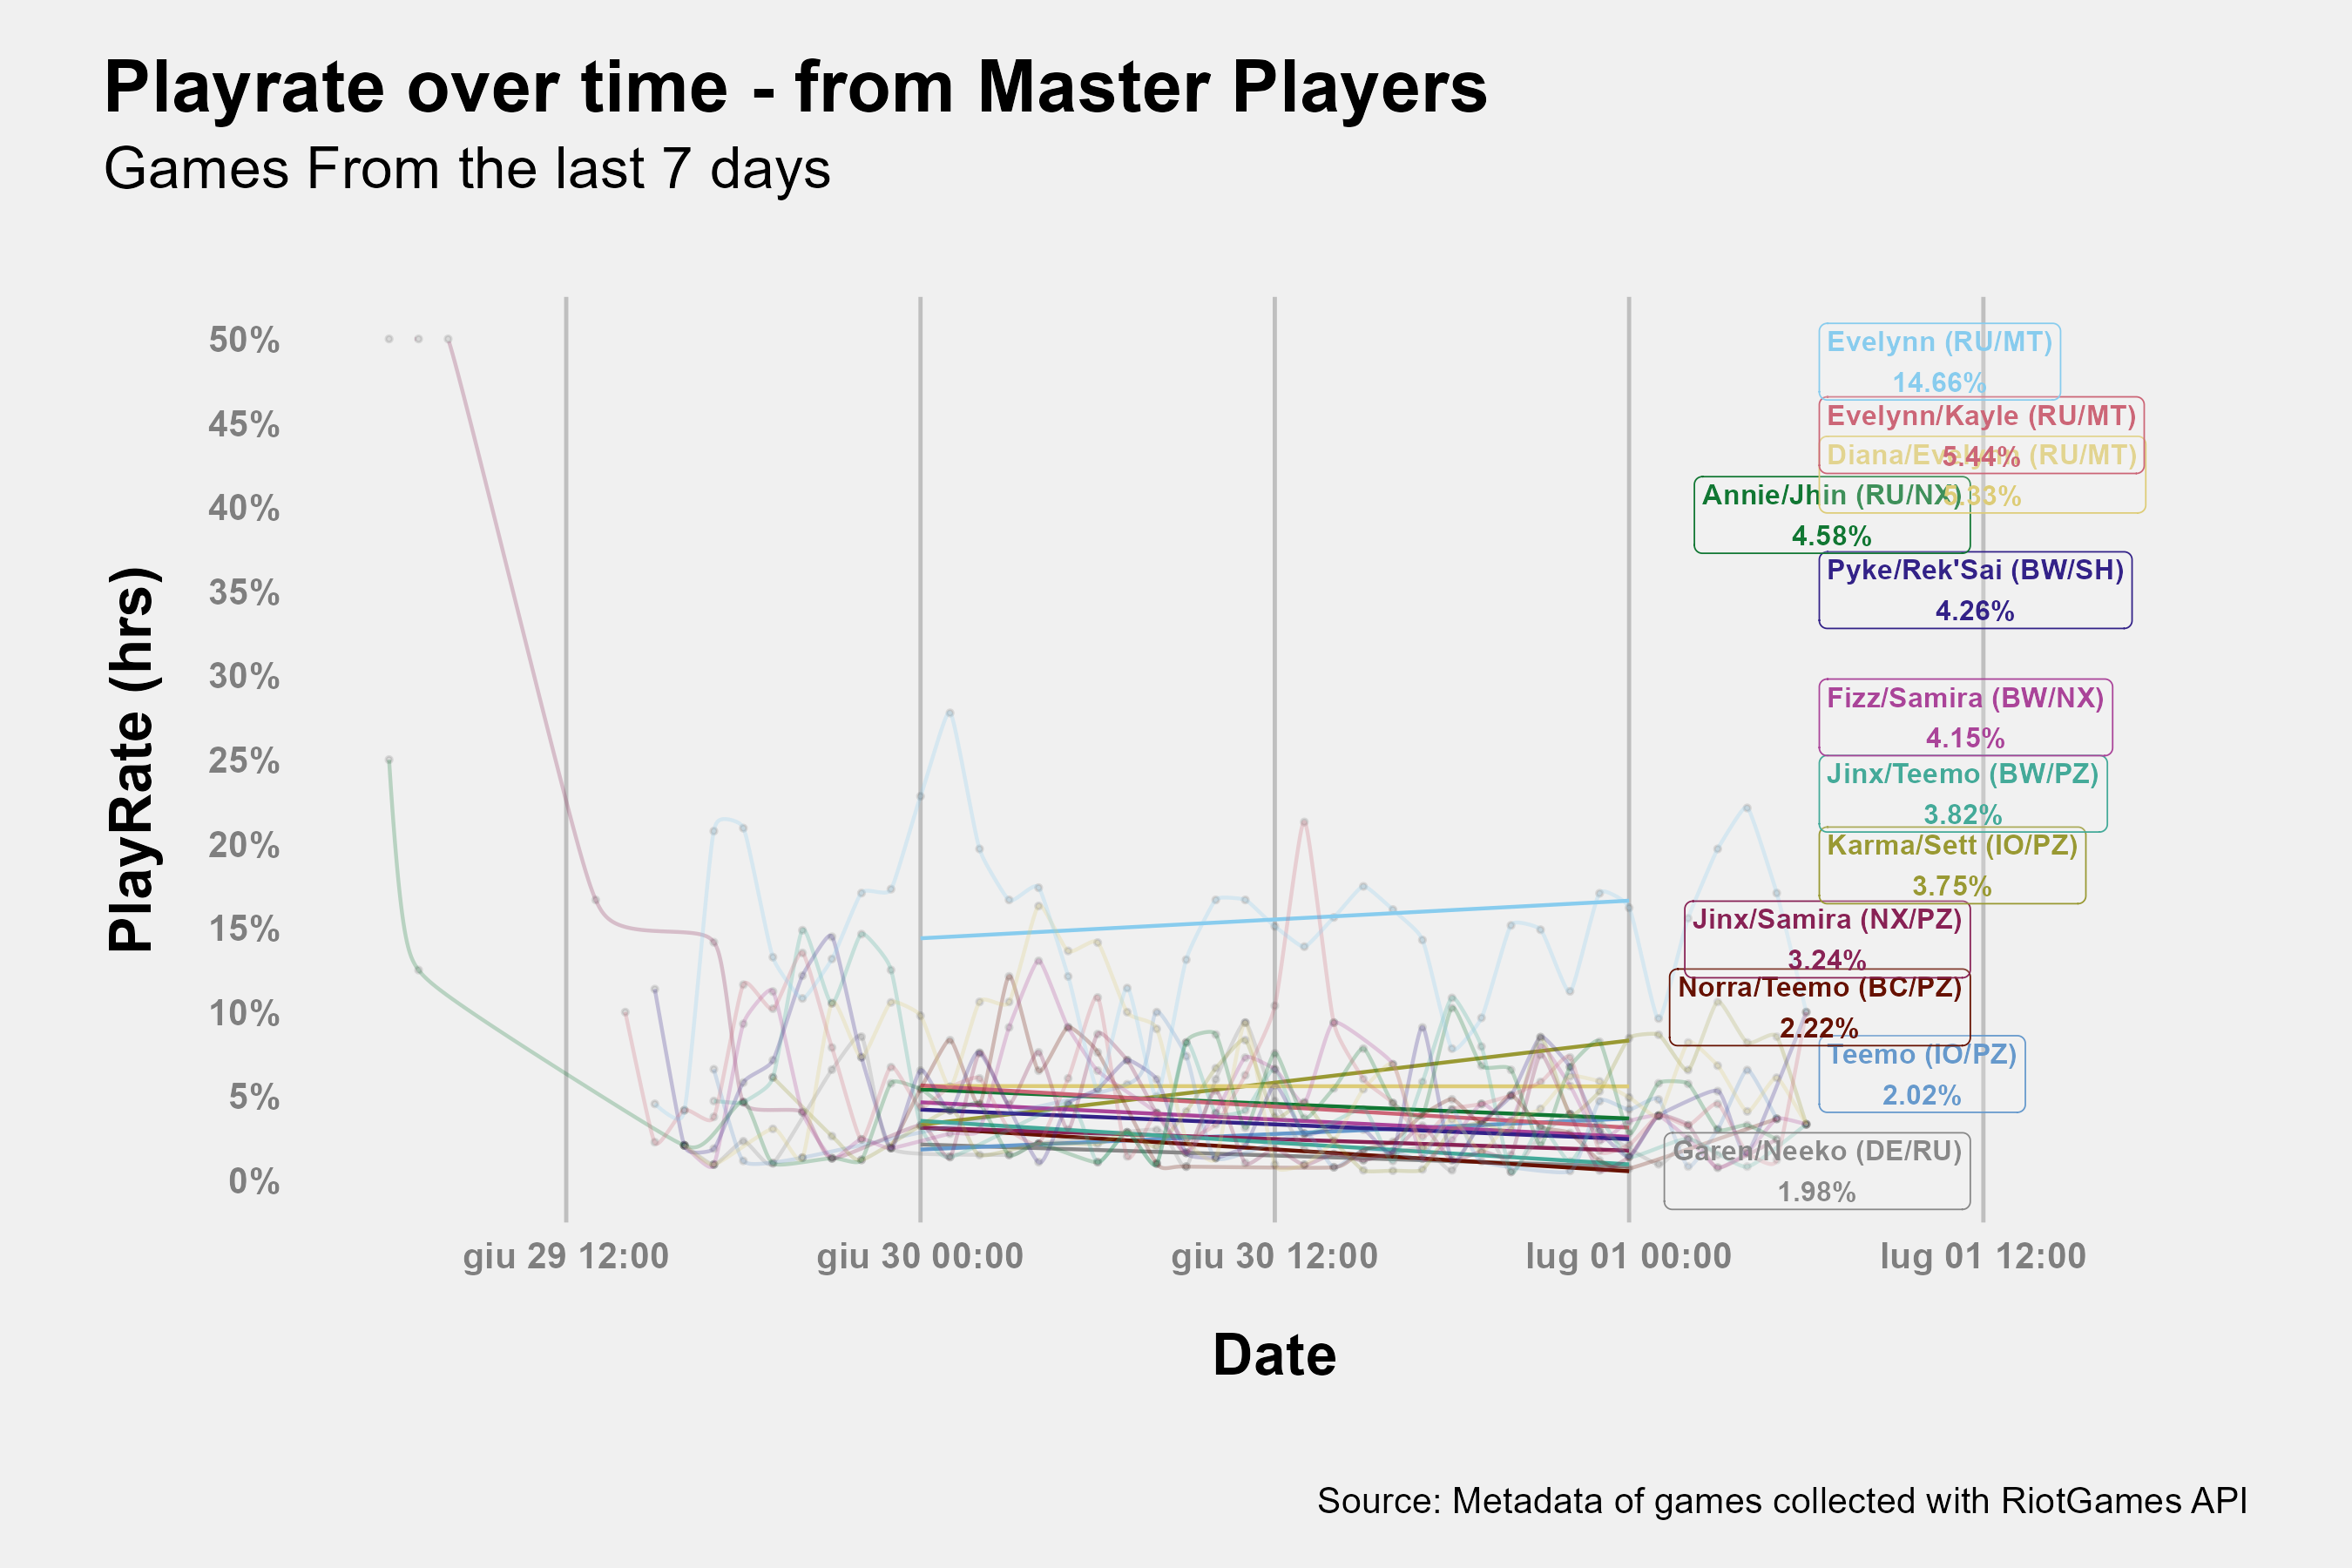 Playrate over time - from Master Players
Games From the last 7 days
PlayRate (hrs)
50%
45%
40%
35%
30%
25%
20%
15%
10%
5%
0%
Evelynn (RU/MT)
14.66%
Evelynn/Kayle (RU/MT)
5.44%
Diana/Evelynn (RU/MT)
5.33%
Annie/Jhin (RU/NX)
4.58%
Pyke/Rek'Sai (BW/SH)
4.26%
Fizz/Samira (BW/NX)
4.15%
Jinx/Teemo (BW/PZ)
3.82%
Karma/Sett (IO/PZ)
3.75%
Jinx/Samira (NX/PZ)
3.24%
Norra/Teemo (BC/PZ)
2.22%
Teemo (IO/PZ)
2.02%
Garen/Neeko (DE/RU)
1.98%
giu 29 12:00
giu 30 00:00
giu 30 12:00
lug 01 00:00
lug 01 12:00
Date
Source: Metadata of games collected with RiotGames API